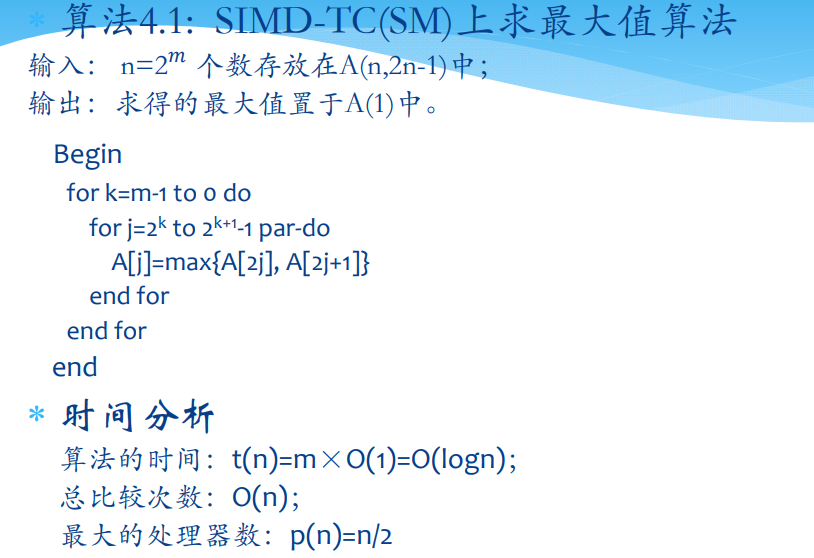 * 算法4.1: SIMD-TC(SM)上求最大值算法
输入: n=2^m 个数存放在A(n,2n-1)中;
输出: 求得的最大值置于A(1)中。
Begin
for k=m-1 to 0 do
for j=2^k to 2^{k+1}-1 par-do
A[j]=max{A[2j], A[2j+1]}
end for
end for
end
* 时间分析
算法的时间: t(n)=m×O(1)=O(logn);
总比较次数: O(n);
最大的处理器数: p(n)=n/2